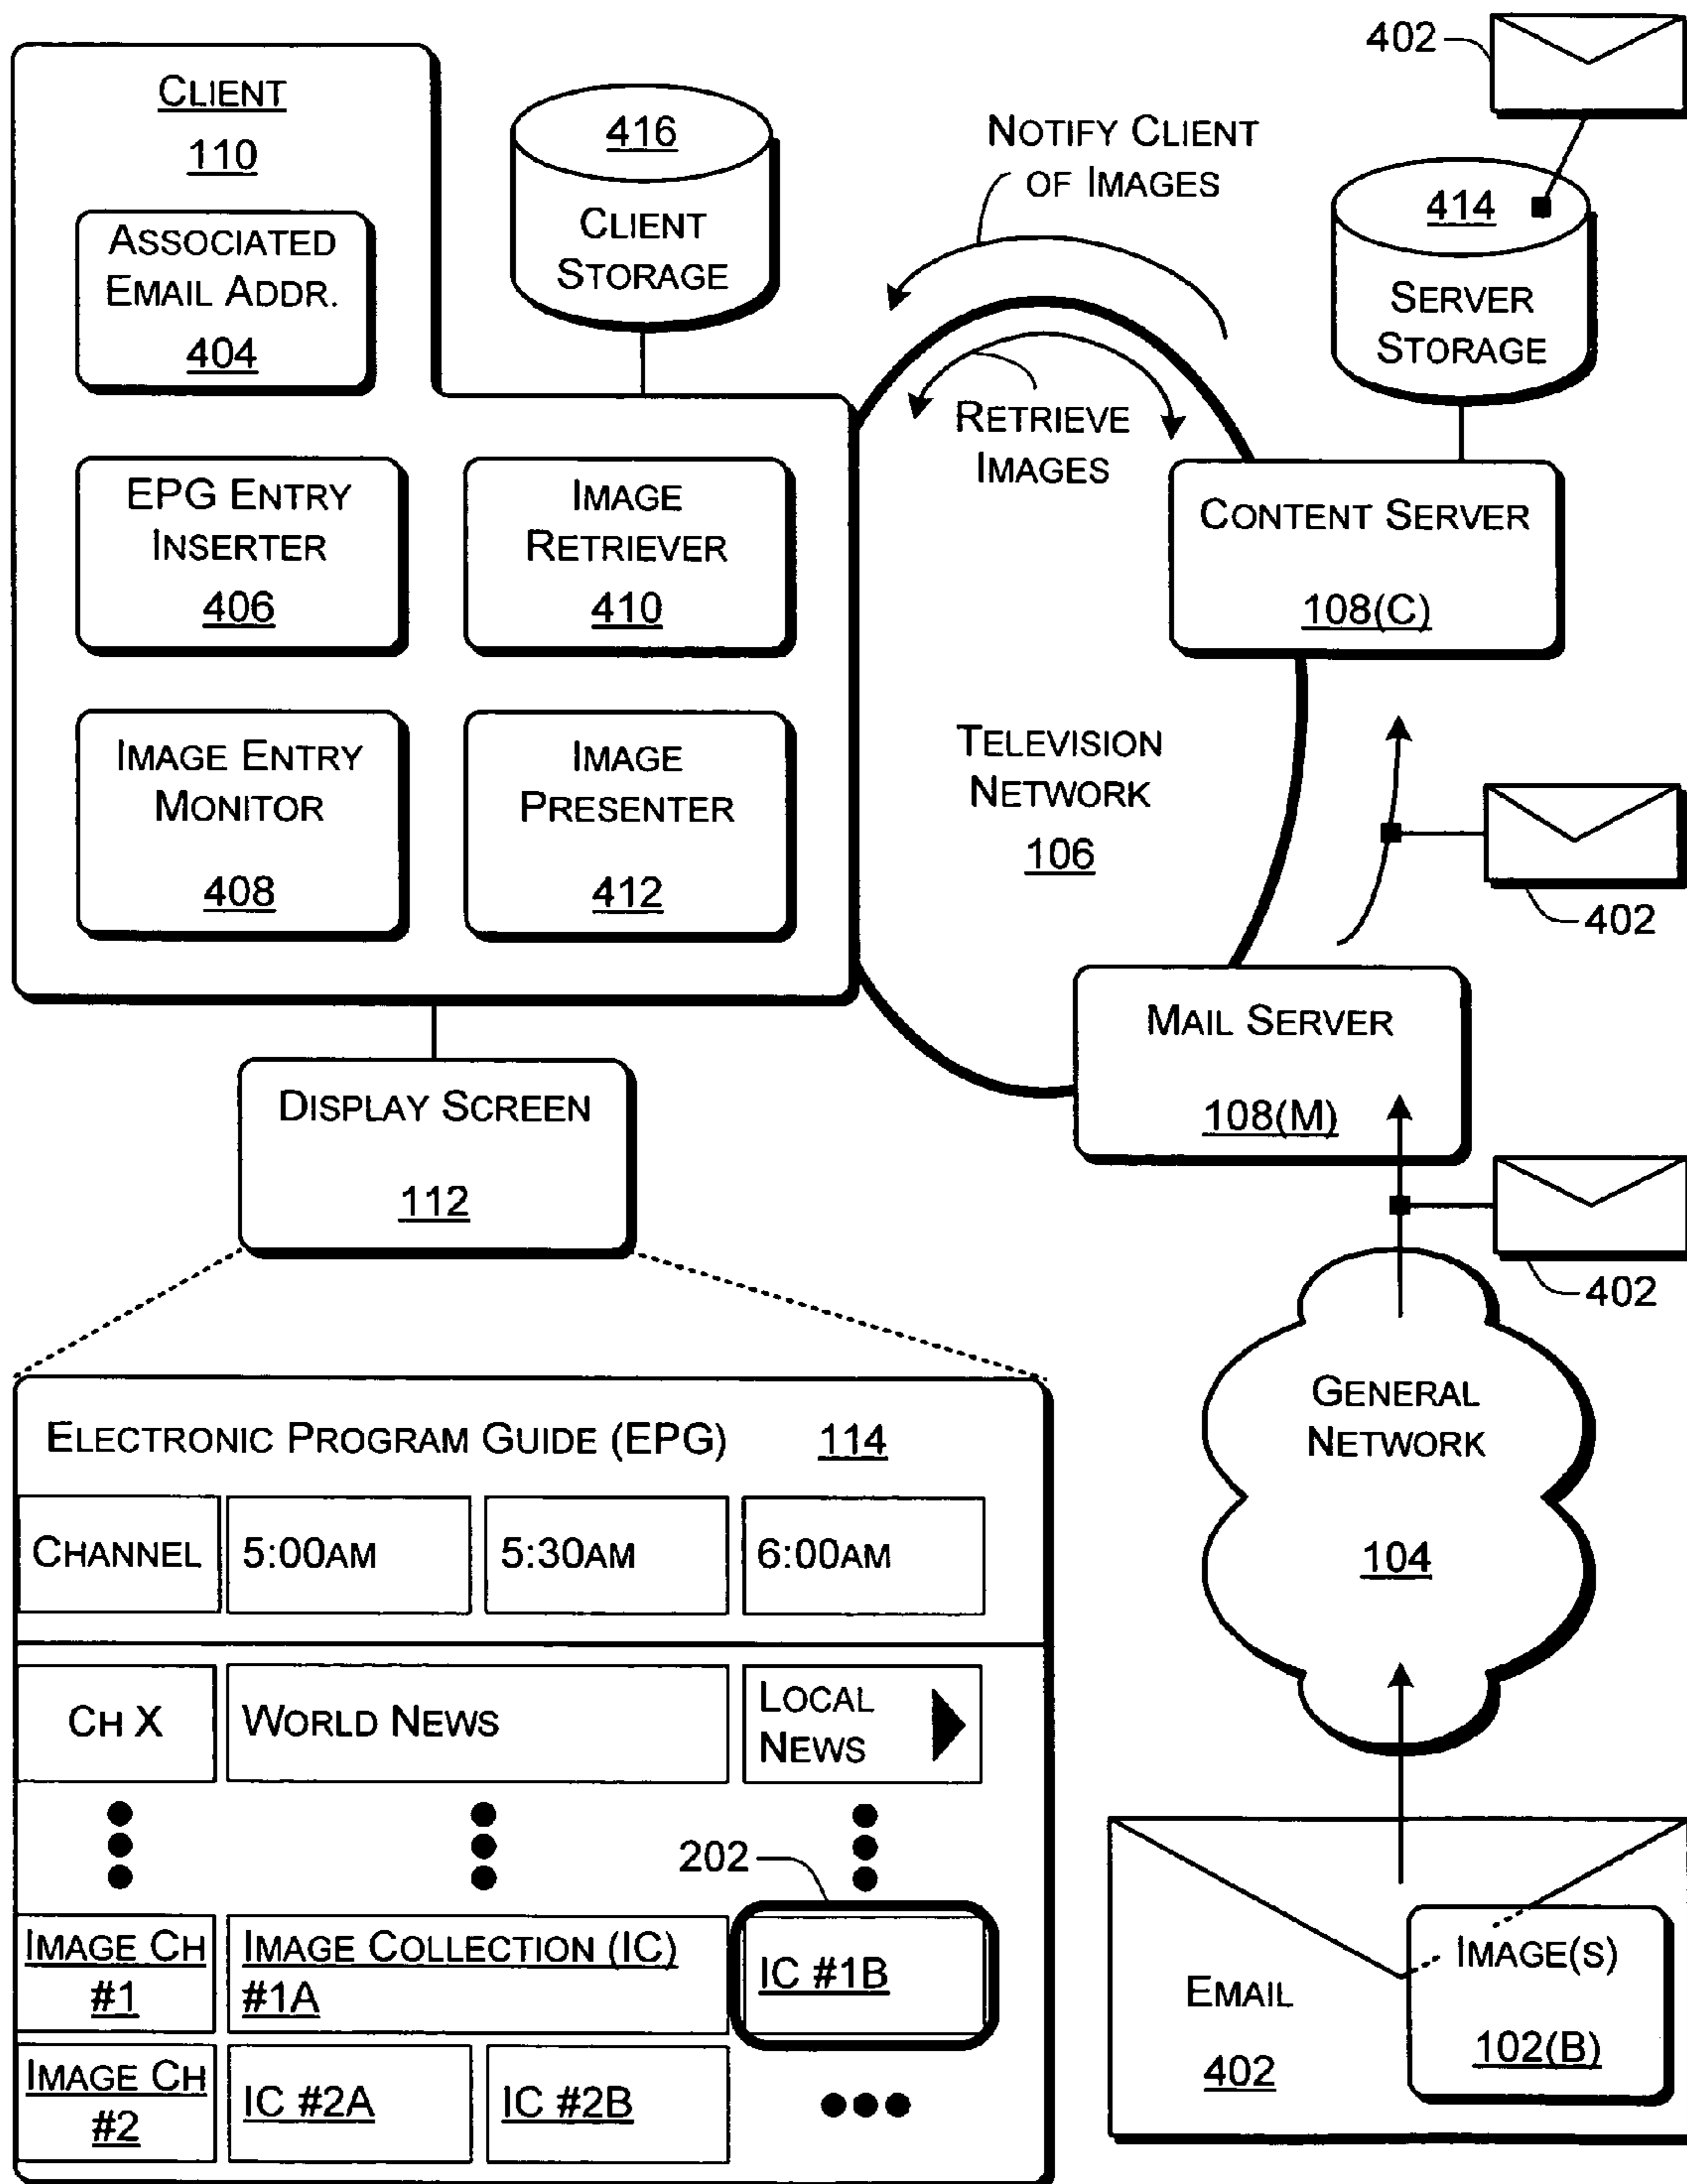 CLIENT
110
ASSOCIATED
EMAIL ADDR.
404
EPG ENTRY
INSERTER
406
IMAGE
RETRIEVER
410
IMAGE ENTRY
MONITOR
408
IMAGE
PRESENTER
412
416
CLIENT
STORAGE
NOTIFY CLIENT
OF IMAGES
RETRIEVE
IMAGES
402
414
SERVER
STORAGE
CONTENT SERVER
108(C)
TELEVISION
NETWORK
106
402
MAIL SERVER
108(M)
402
DISPLAY SCREEN
112
GENERAL
NETWORK
104
EMAIL
402
IMAGE(S)
102(B)
ELECTRONIC PROGRAM GUIDE (EPG) 114
CHANNEL 5:00AM 5:30AM 6:00AM
CH X WORLD NEWS LOCAL
NEWS
202
IMAGE CH
#1
IMAGE COLLECTION (IC)
#1A
IC #1B
IMAGE CH
#2
IC #2A IC #2B